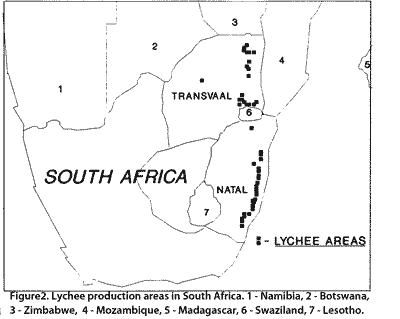 3
2
4
5
1
TRANSVAAL
6
SOUTH AFRICA
NATAL
7
- LYCHEE AREAS
Figure2. Lychee production areas in South Africa. 1 - Namibia, 2 - Botswana,
3 - Zimbabwe, 4 - Mozambique, 5 - Madagascar, 6 - Swaziland, 7 - Lesotho.